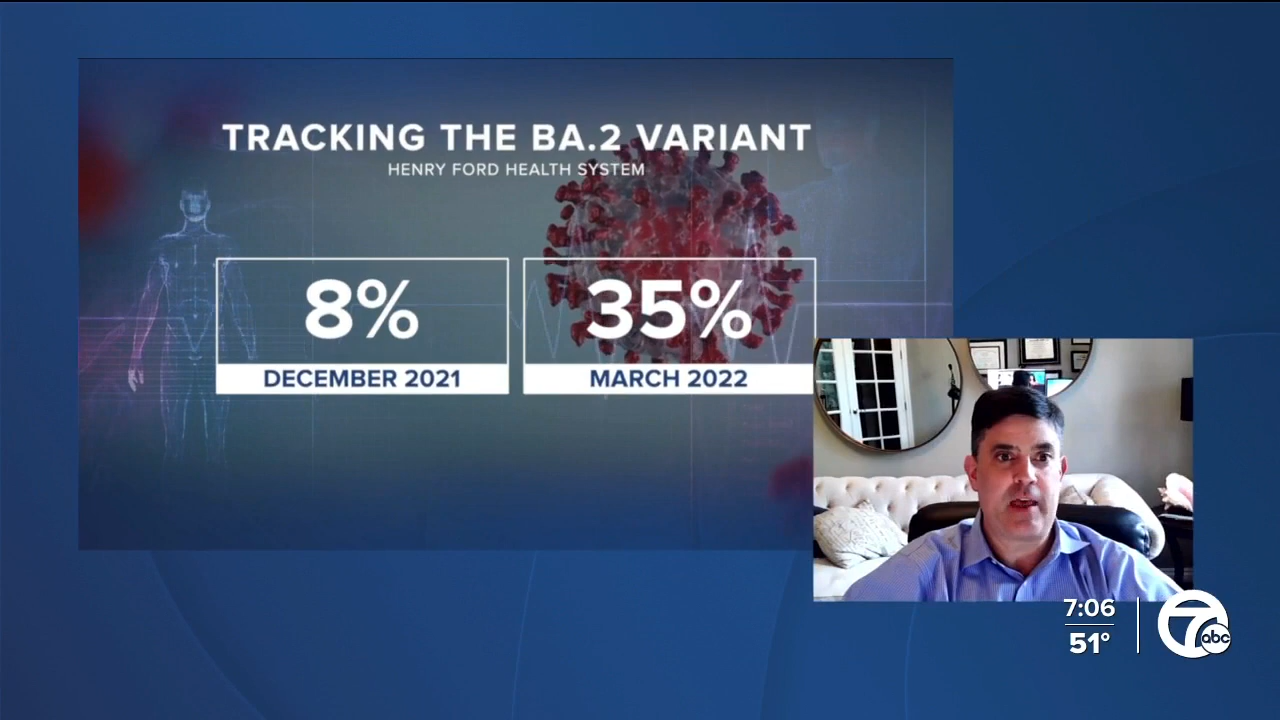 TRACKING THE BA.2 VARIANT
HENRY FORD HEALTH SYSTEM
8%
35%
DECEMBER 2021
MARCH 2022
7:06
51°
7 abc